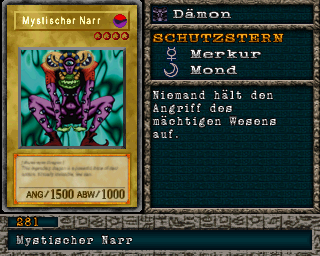 Mystischer Narr
ANG/1500 ABW/1000
Dämon
SCHUTZSTERN
Merkur
Mond
Niemand hält den
Angriff des
mächtigen Wesens
auf.
281
Mystischer Narr